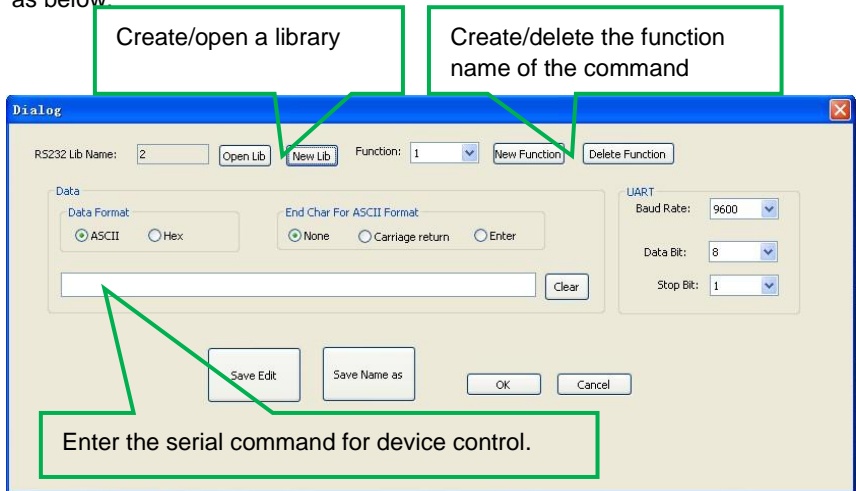 as below.
Create/open a library
Create/delete the function
name of the command
Dialog
RS232 Lib Name: 2 Open Lib New Lib Function: 1 New Function Delete Function
Data
UART
Data Format
End Char For ASCII Format
Baud Rate: 9600
ASCII Hex
None Carriage return Enter
Data Bit: 8
Clear
Stop Bit: 1
Save Edit
Save Name as
OK
Cancel
Enter the serial command for device control.